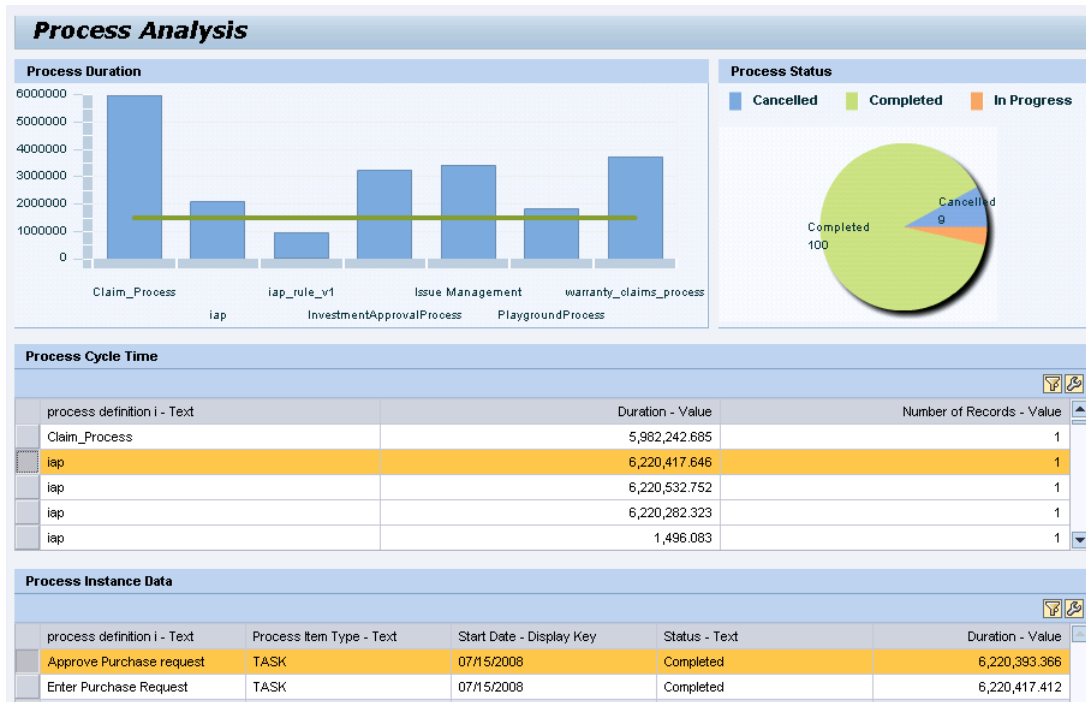 Process Analysis
Process Duration
6000000
5000000
4000000
3000000
2000000
1000000
0
Claim_Process iap_rule_v1 Issue Management warranty_claims_process
iap InvestmentApprovalProcess PlaygroundProcess
Process Status
Cancelled Completed In Progress
Cancelled
9
Completed
100
Process Cycle Time
process definition i - Text Duration - Value Number of Records - Value
Claim_Process 5,982,242.685 1
iap 6,220,417.646 1
iap 6,220,532.752 1
iap 6,220,282.323 1
iap 1,496.083 1
Process Instance Data
process definition i - Text Process Item Type - Text Start Date - Display Key Status - Text Duration - Value
Approve Purchase request TASK 07/15/2008 Completed 6,220,393.366
Enter Purchase Request TASK 07/15/2008 Completed 6,220,417.412